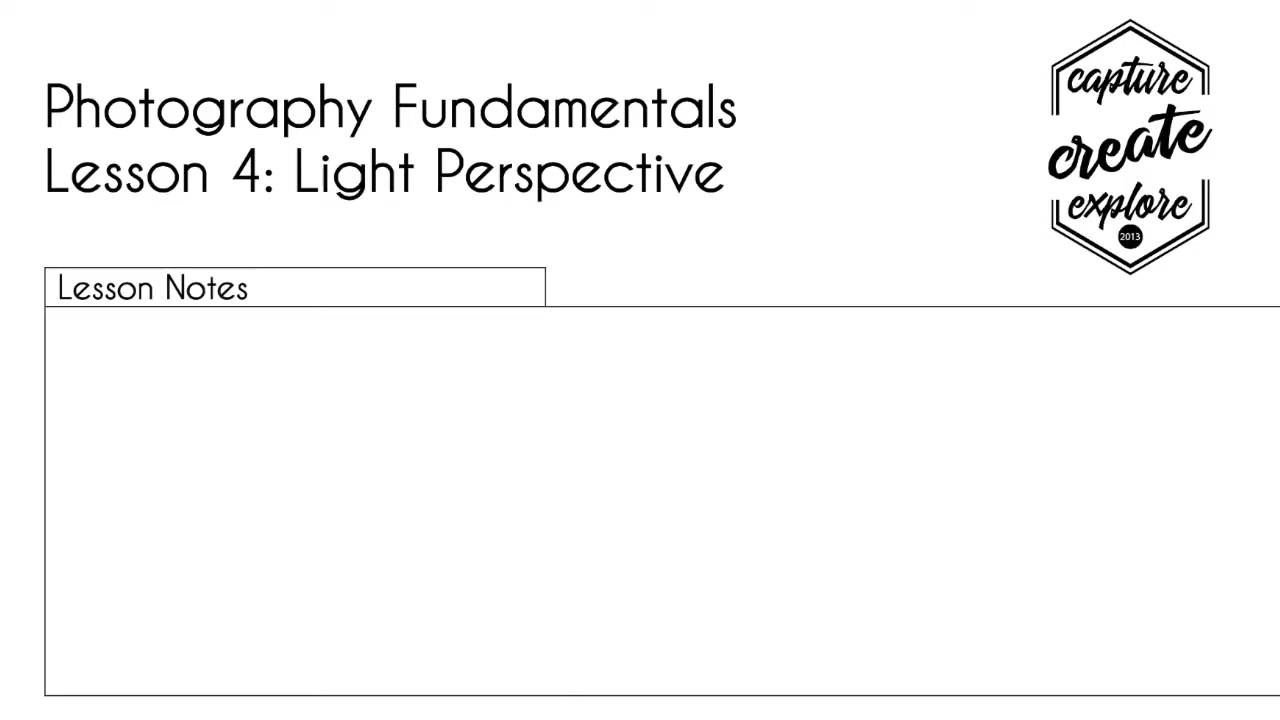 Photography Fundamentals
Lesson 4: Light Perspective
capture
create
explore
2013
Lesson Notes